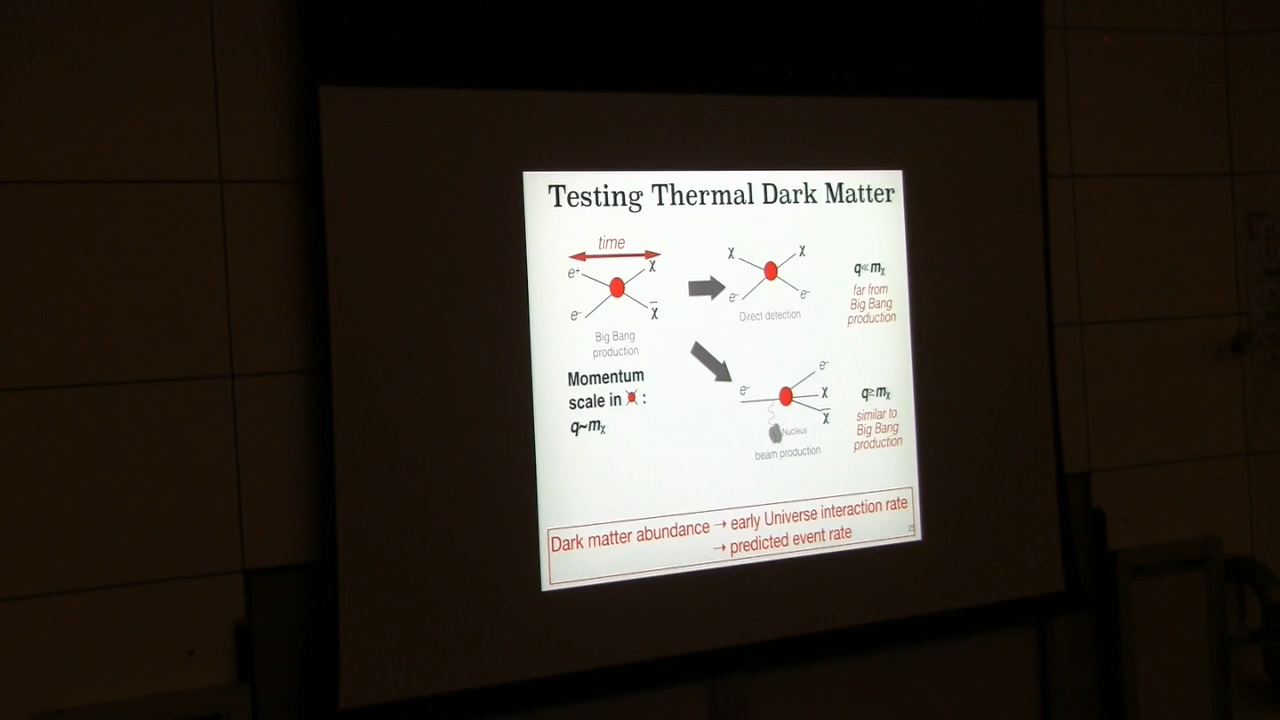 Testing Thermal Dark Matter
time
e⁺
χ
e⁻
χ̅
Big Bang
production
Momentum
scale in :
q~mχ
χ
χ
e⁻
e⁻
Direct detection
q≪mχ
far from
Big Bang
production
e⁻
e⁻
χ
χ̅
Nucleus
beam production
q≳mχ
similar to
Big Bang
production
Dark matter abundance → early Universe interaction rate
→ predicted event rate